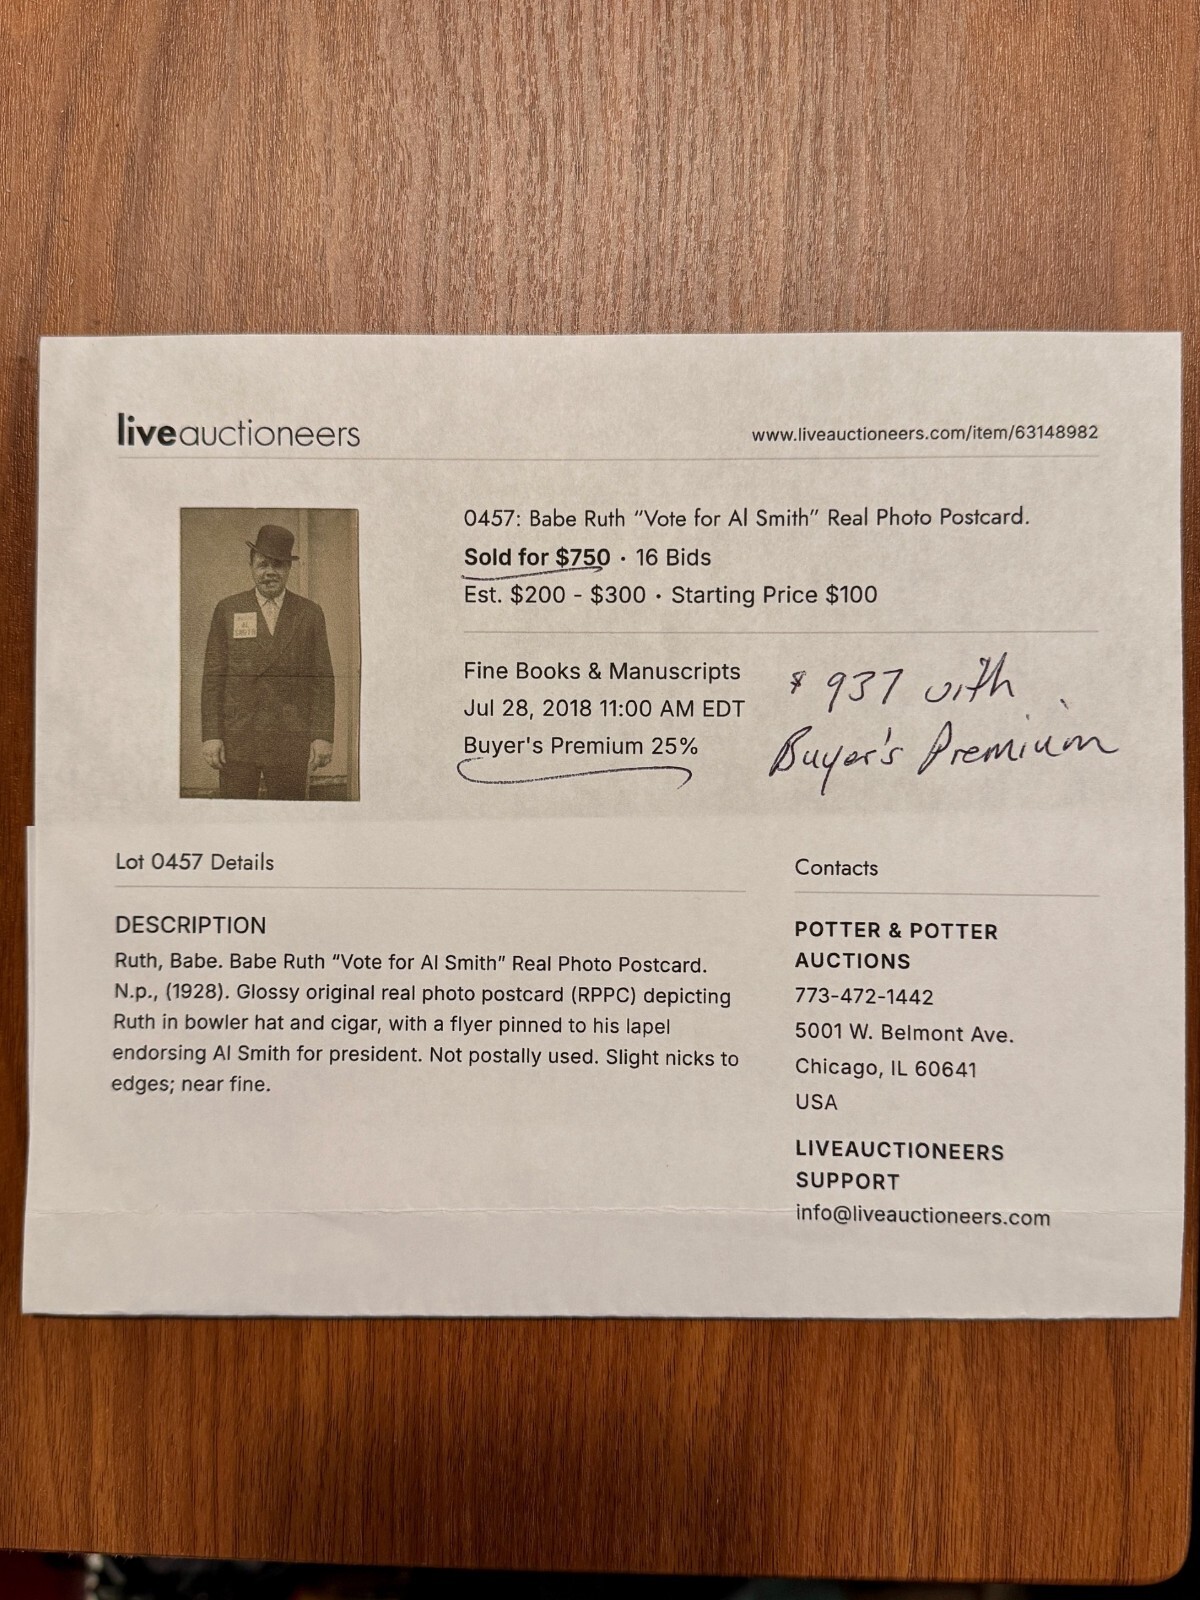 liveauctioneers
www.liveauctioneers.com/item/63148982
0457: Babe Ruth “Vote for Al Smith” Real Photo Postcard.
Sold for $750 · 16 Bids
Est. $200 - $300 · Starting Price $100
Fine Books & Manuscripts
Jul 28, 2018 11:00 AM EDT
Buyer's Premium 25%
$ 937 with
Buyer's Premium
AL
SMITH
Lot 0457 Details
DESCRIPTION
Ruth, Babe. Babe Ruth “Vote for Al Smith” Real Photo Postcard.
N.p., (1928). Glossy original real photo postcard (RPPC) depicting
Ruth in bowler hat and cigar, with a flyer pinned to his lapel
endorsing Al Smith for president. Not postally used. Slight nicks to
edges; near fine.
Contacts
POTTER & POTTER
AUCTIONS
773-472-1442
5001 W. Belmont Ave.
Chicago, IL 60641
USA
LIVEAUCTIONEERS
SUPPORT
info@liveauctioneers.com